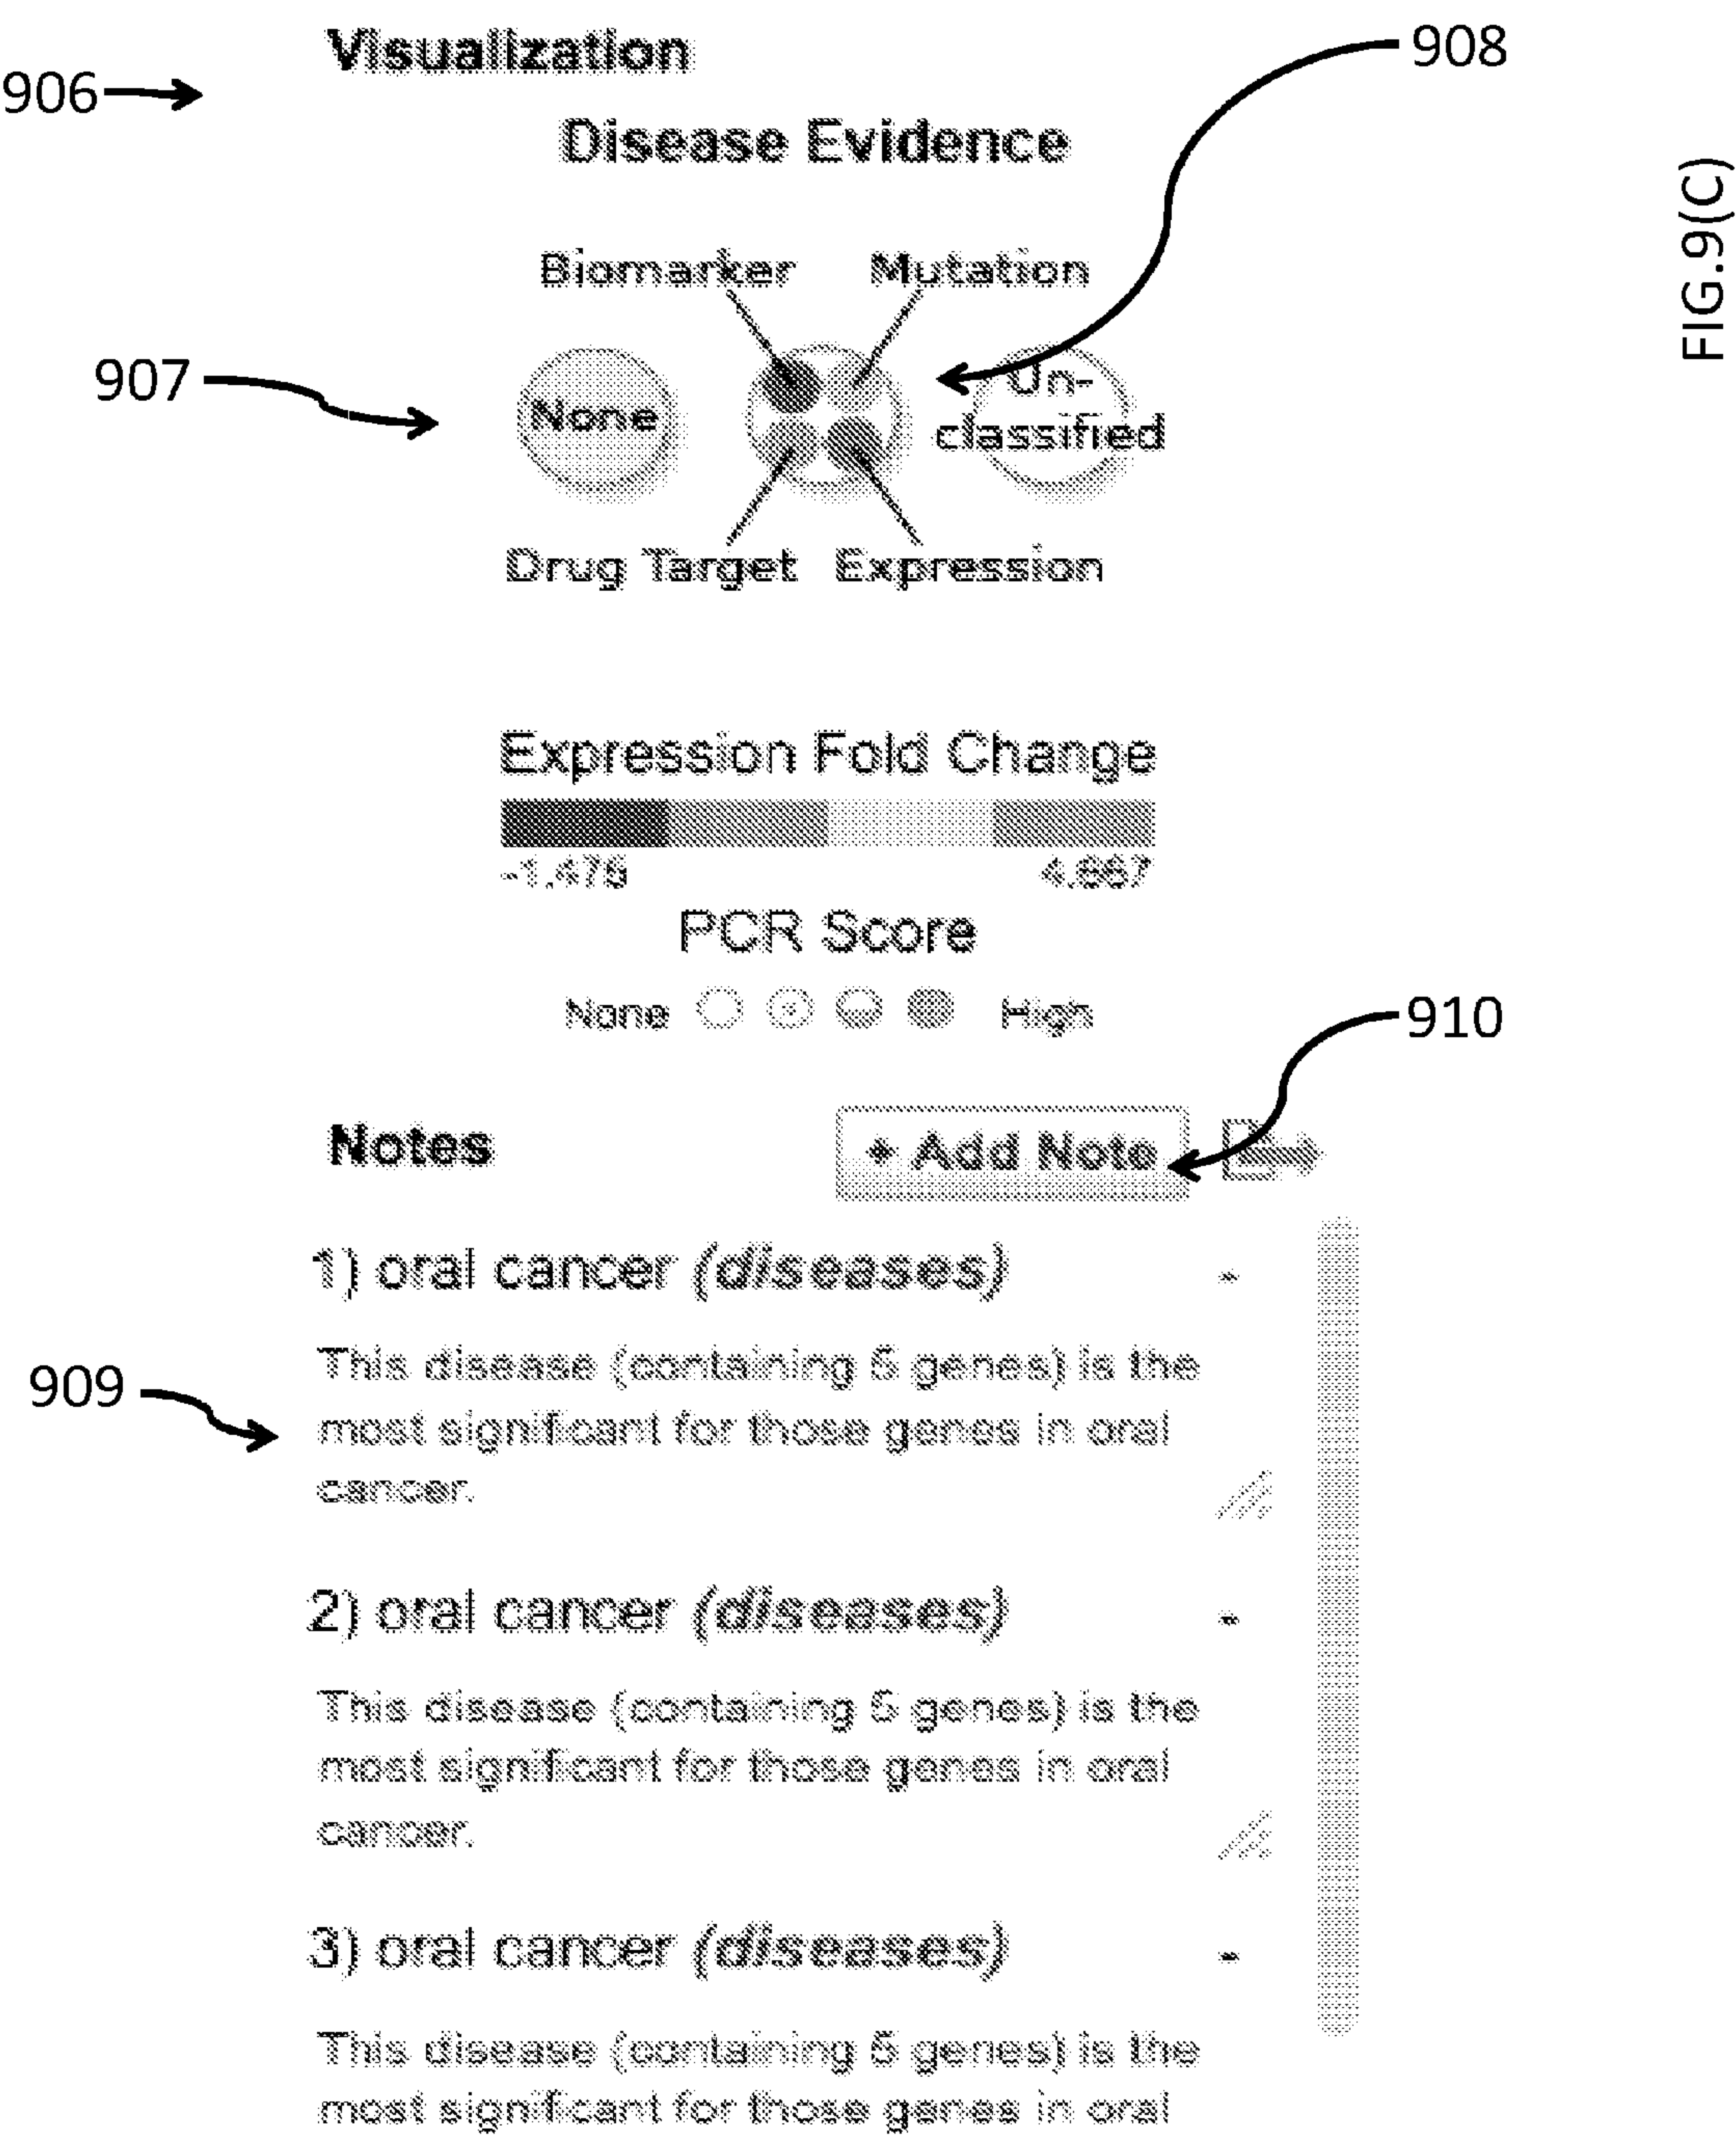 Visualization
908
906
Disease Evidence
FIG.9(C)
Biomarker Mutation
907
None
Un-
classified
Drug Target Expression
Expression Fold Change
-1.475 4.667
PCR Score
None High
910
Notes
+ Add Note
1) oral cancer (diseases) -
This disease (containing 5 genes) is the
909
most significant for those genes in oral
cancer.
2) oral cancer (diseases) -
This disease (containing 5 genes) is the
most significant for those genes in oral
cancer.
3) oral cancer (diseases) -
This disease (containing 5 genes) is the
most significant for those genes in oral